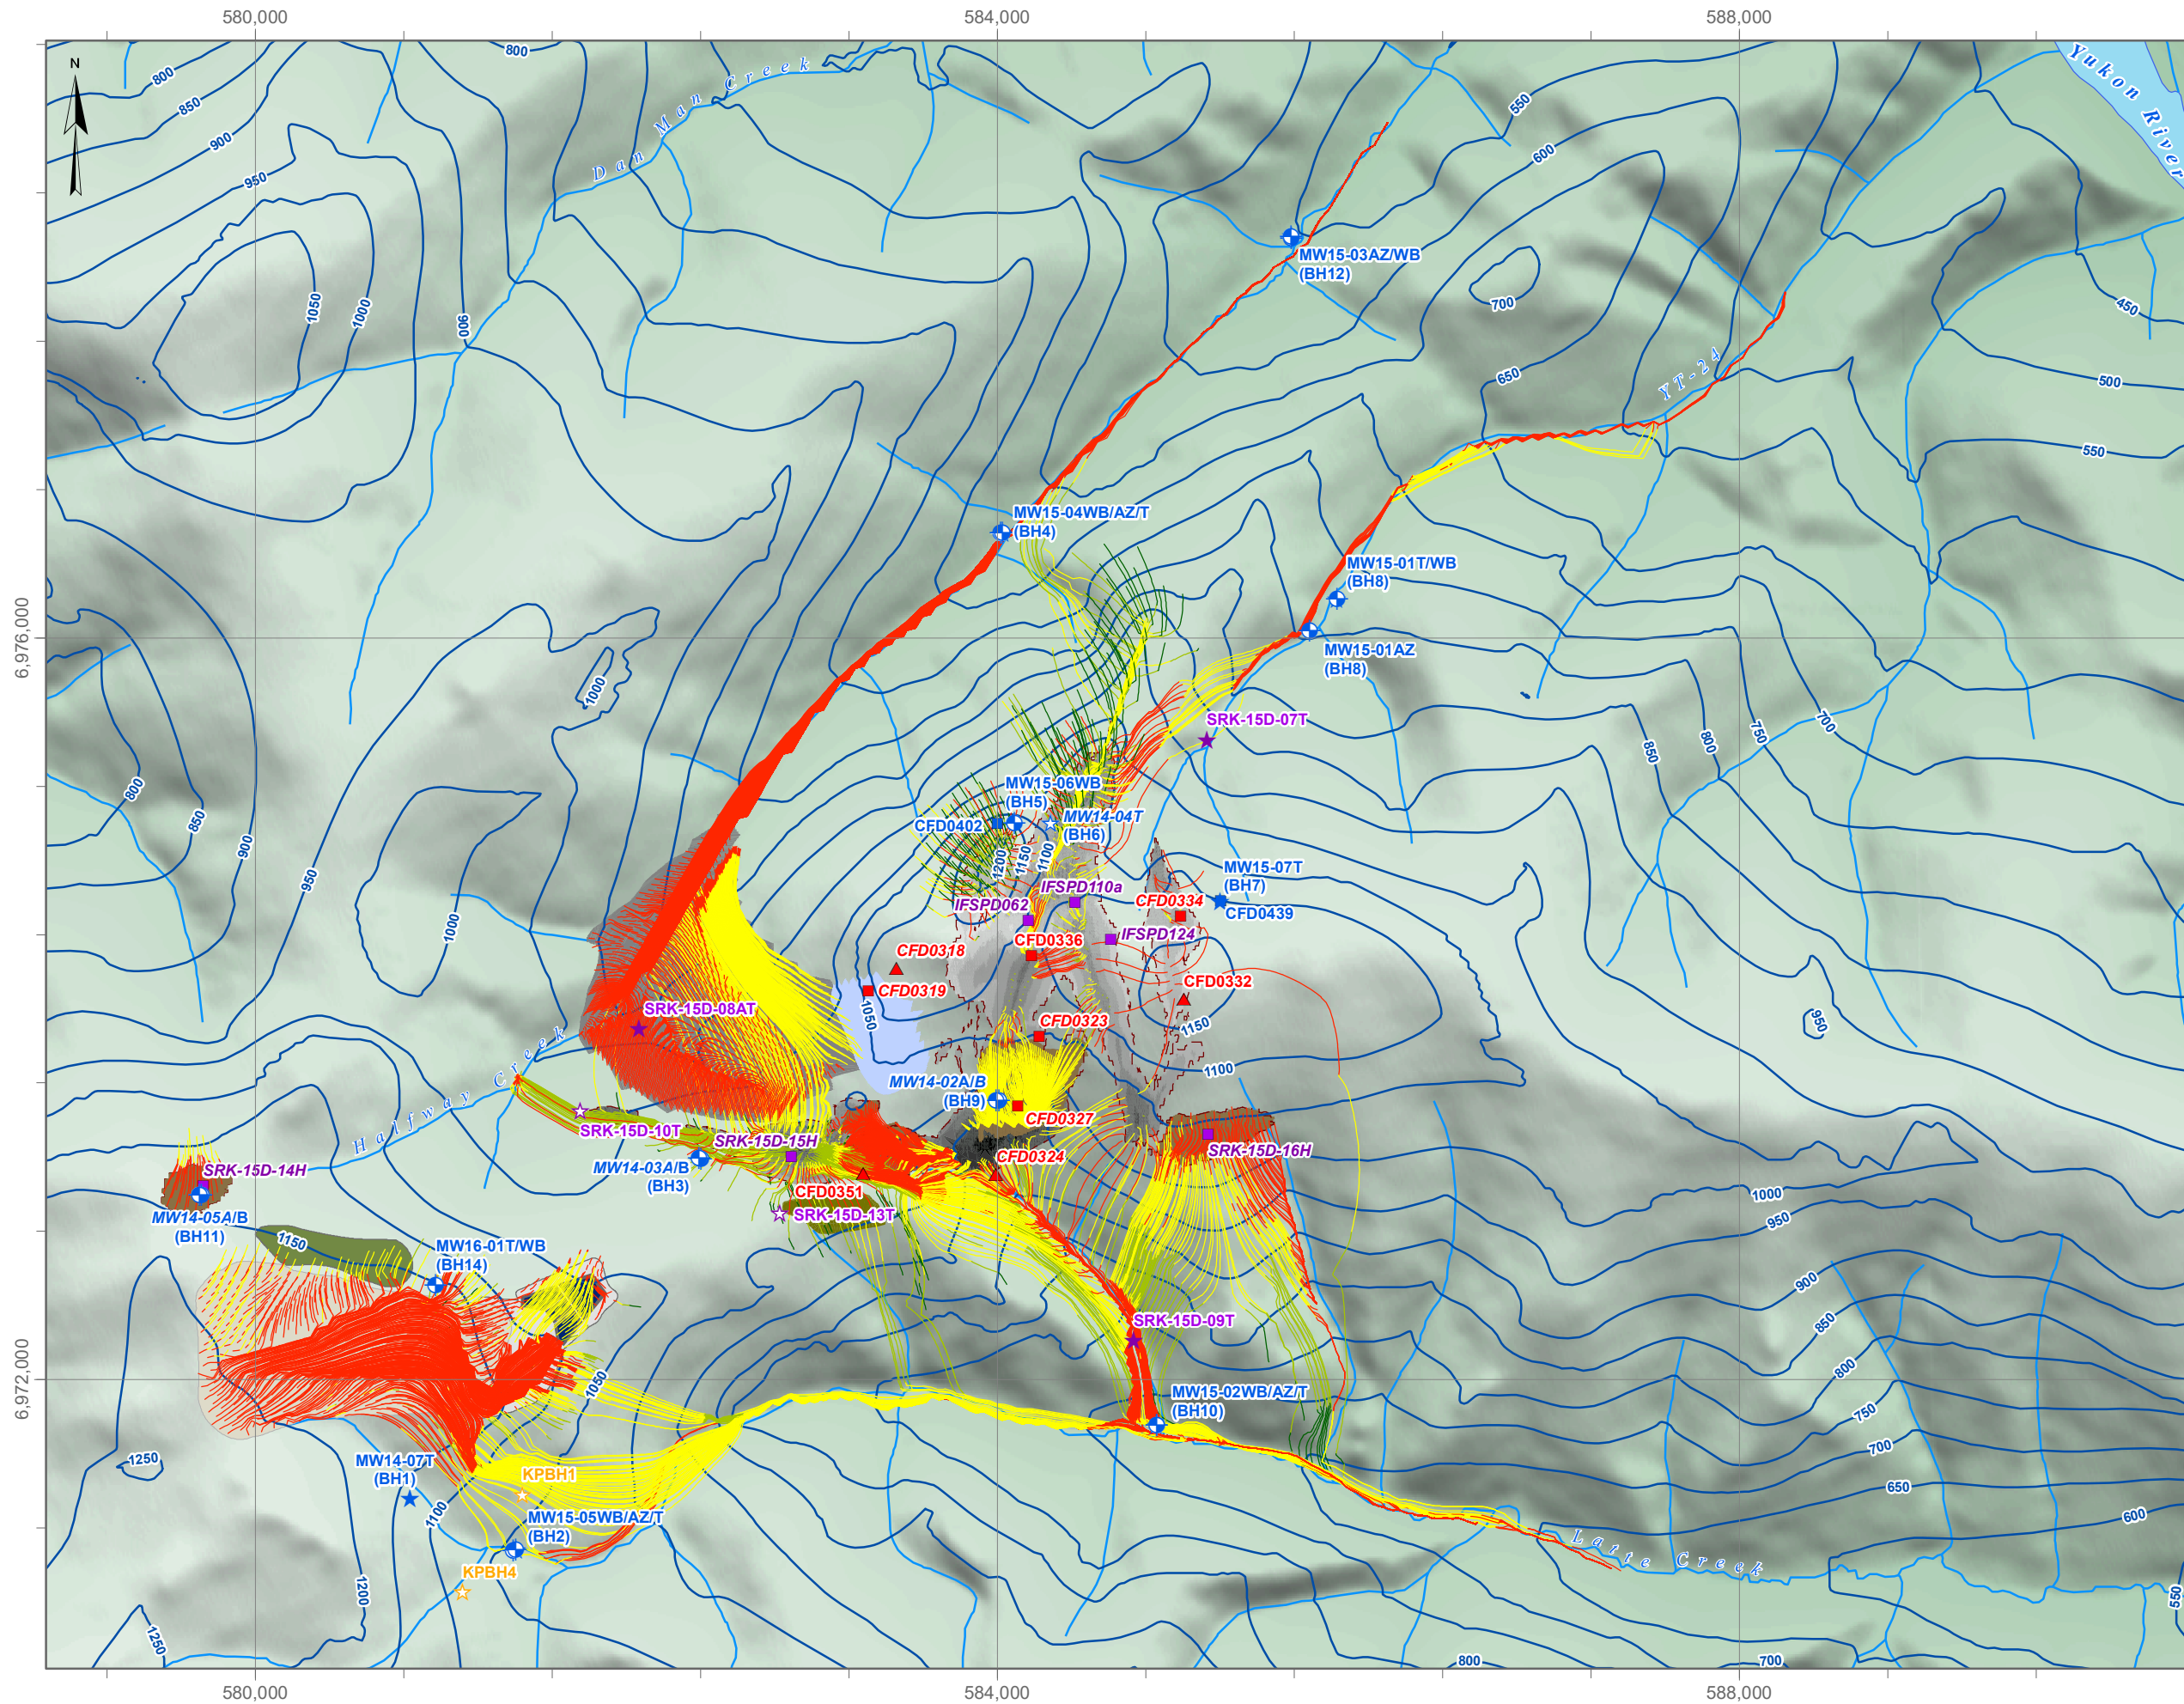 580,000
584,000
588,000
N
800
800
850
900
950
1050
1000
900
Dan Man Creek
Yukon River
550
600
700
650
450
500
550
YT-24
MW15-03AZ/WB
(BH12)
MW15-04WB/AZ/T
(BH4)
MW15-01T/WB
(BH8)
6,976,000
MW15-01AZ
(BH8)
1000
SRK-15D-07T
850
800
750
700
800
850
900
950
1000
MW15-06WB
(BH5)
CFD0402
MW14-04T
(BH6)
1200
1150
1100
MW15-07T
(BH7)
CFD0439
IFSPD110a
IFSPD062
CFD0334
IFSPD124
CFD0336
CFD0318
CFD0319
CFD0332
1050
SRK-15D-08AT
CFD0323
1150
950
1100
Halfway Creek
MW14-02A/B
(BH9)
CFD0327
SRK-15D-10T
SRK-15D-15H
SRK-15D-16H
CFD0324
MW14-03A/B
(BH3)
SRK-15D-14H
CFD0351
SRK-15D-13T
1000
950
MW14-05A/B
(BH11)
1150
MW16-01T/WB
(BH14)
900
850
800
750
700
650
600
550
SRK-15D-09T
6,972,000
1050
MW15-02WB/AZ/T
(BH10)
1250
MW14-07T
(BH1)
KPBH1
1100
MW15-05WB/AZ/T
(BH2)
KPBH4
Latte Creek
1200
1250
800
700
580,000
584,000
588,000